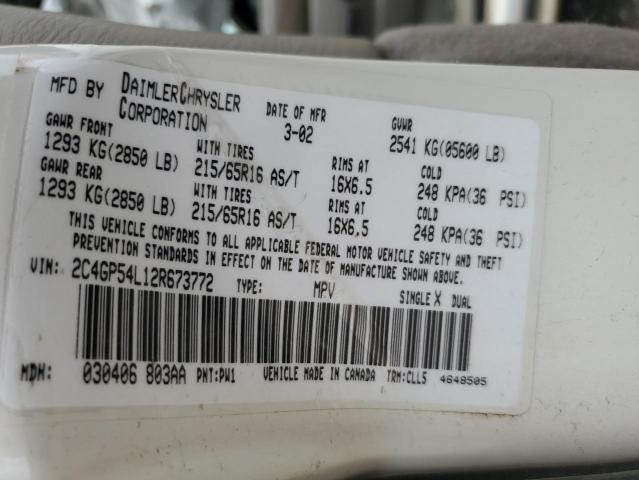 MFD BY DAIMLERCHRYSLER CORPORATION DATE OF MFR 3-02 GVWR 2541 KG(05600 LB)
GAWR FRONT WITH TIRES RIMS AT COLD
1293 KG(2850 LB) 215/65R16 AS/T 16X6.5 248 KPA(36 PSI)
GAWR REAR WITH TIRES RIMS AT COLD
1293 KG(2850 LB) 215/65R16 AS/T 16X6.5 248 KPA(36 PSI)
THIS VEHICLE CONFORMS TO ALL APPLICABLE FEDERAL MOTOR VEHICLE SAFETY AND THEFT
PREVENTION STANDARDS IN EFFECT ON THE DATE OF MANUFACTURE SHOWN ABOVE.
VIN: 2C4GP54L12R673772 TYPE: MPV SINGLE X DUAL
MDH: 030406 803AA PNT:PW1 VEHICLE MADE IN CANADA TRM:CLL5 4648505